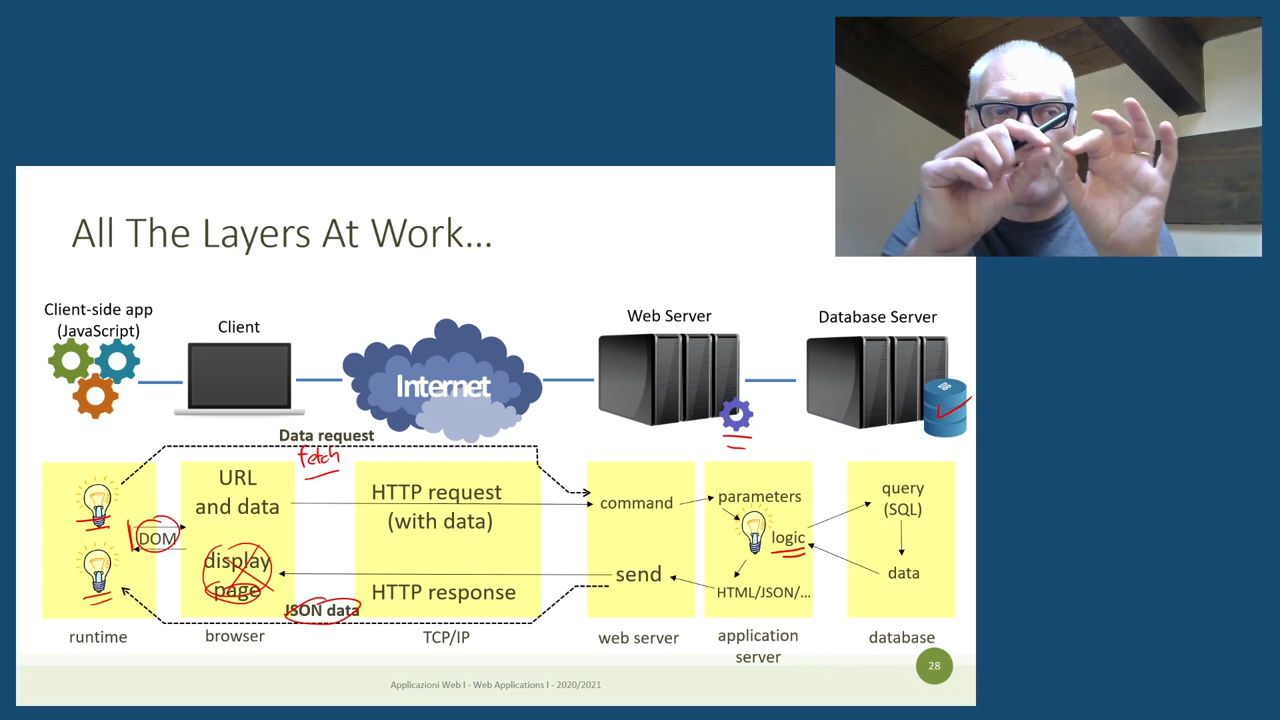 All The Layers At Work...
Client-side app
(JavaScript)
Client
Internet
Web Server
Database Server
DB
Data request
fetch
URL
and data
HTTP request
(with data)
command
parameters
query
(SQL)
DOM
logic
display
page
send
data
HTTP response
HTML/JSON/...
JSON data
runtime
browser
TCP/IP
web server
application
server
database
28
Applicazioni Web I - Web Applications I - 2020/2021